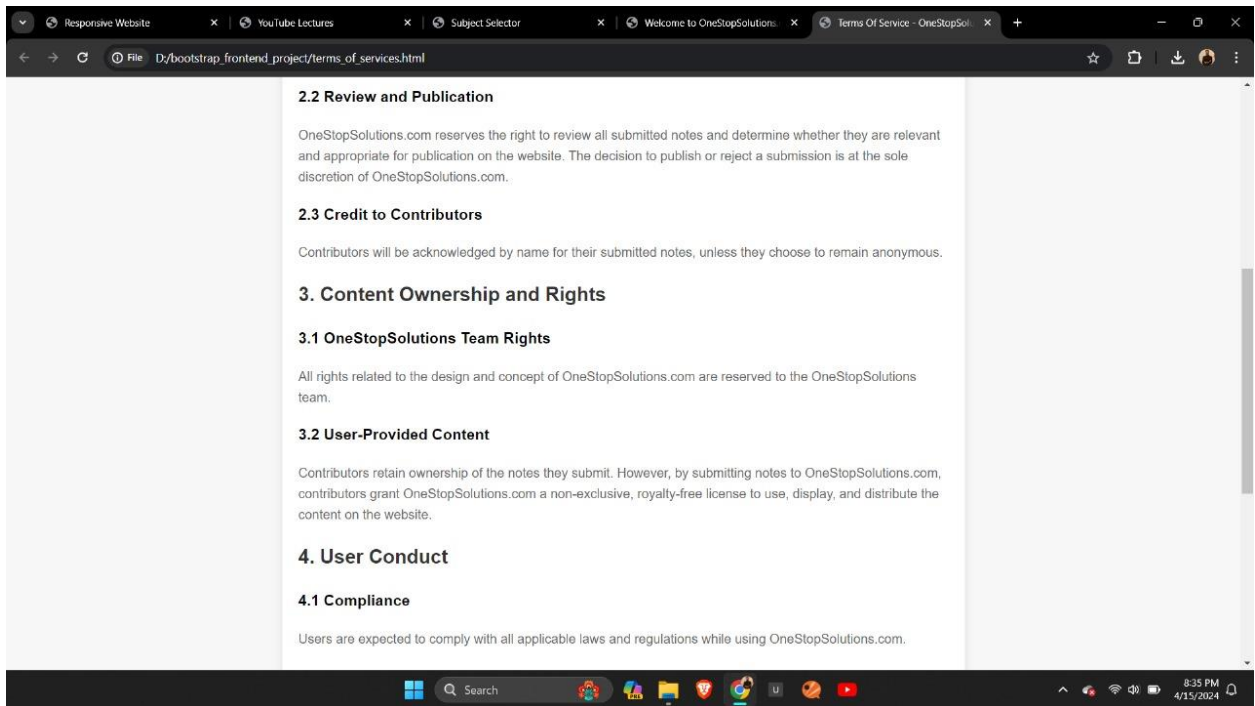 Responsive Website
YouTube Lectures
Subject Selector
Welcome to OneStopSolutions.
Terms Of Service - OneStopSolu
File D:/bootstrap_frontend_project/terms_of_services.html
2.2 Review and Publication
OneStopSolutions.com reserves the right to review all submitted notes and determine whether they are relevant
and appropriate for publication on the website. The decision to publish or reject a submission is at the sole
discretion of OneStopSolutions.com.
2.3 Credit to Contributors
Contributors will be acknowledged by name for their submitted notes, unless they choose to remain anonymous.
3. Content Ownership and Rights
3.1 OneStopSolutions Team Rights
All rights related to the design and concept of OneStopSolutions.com are reserved to the OneStopSolutions
team.
3.2 User-Provided Content
Contributors retain ownership of the notes they submit. However, by submitting notes to OneStopSolutions.com,
contributors grant OneStopSolutions.com a non-exclusive, royalty-free license to use, display, and distribute the
content on the website.
4. User Conduct
4.1 Compliance
Users are expected to comply with all applicable laws and regulations while using OneStopSolutions.com.
Search
PRE
U
8:35 PM
4/15/2024